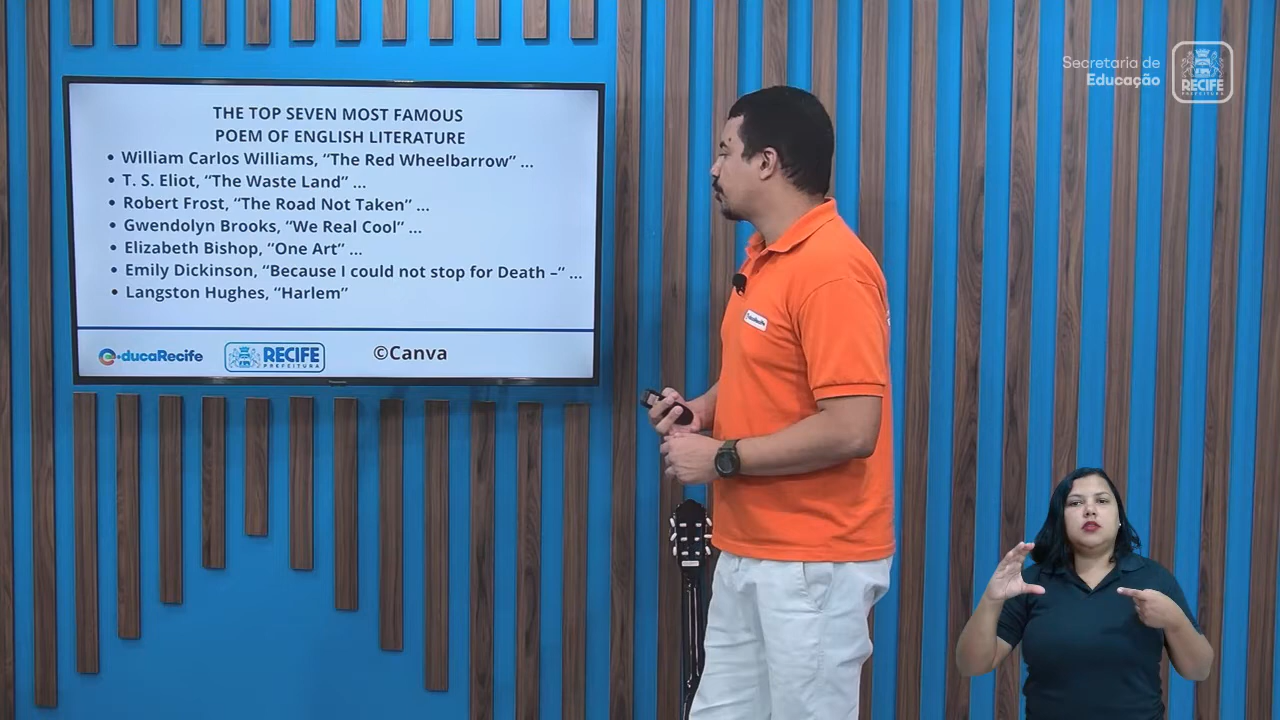 Secretaria de
Educação
RECIFE
PREFEITURA
THE TOP SEVEN MOST FAMOUS
POEM OF ENGLISH LITERATURE
• William Carlos Williams, “The Red Wheelbarrow” ...
• T. S. Eliot, “The Waste Land” ...
• Robert Frost, “The Road Not Taken” ...
• Gwendolyn Brooks, “We Real Cool” ...
• Elizabeth Bishop, “One Art” ...
• Emily Dickinson, “Because I could not stop for Death –” ...
• Langston Hughes, “Harlem”
e·ducaRecife
RECIFE
PREFEITURA
©Canva